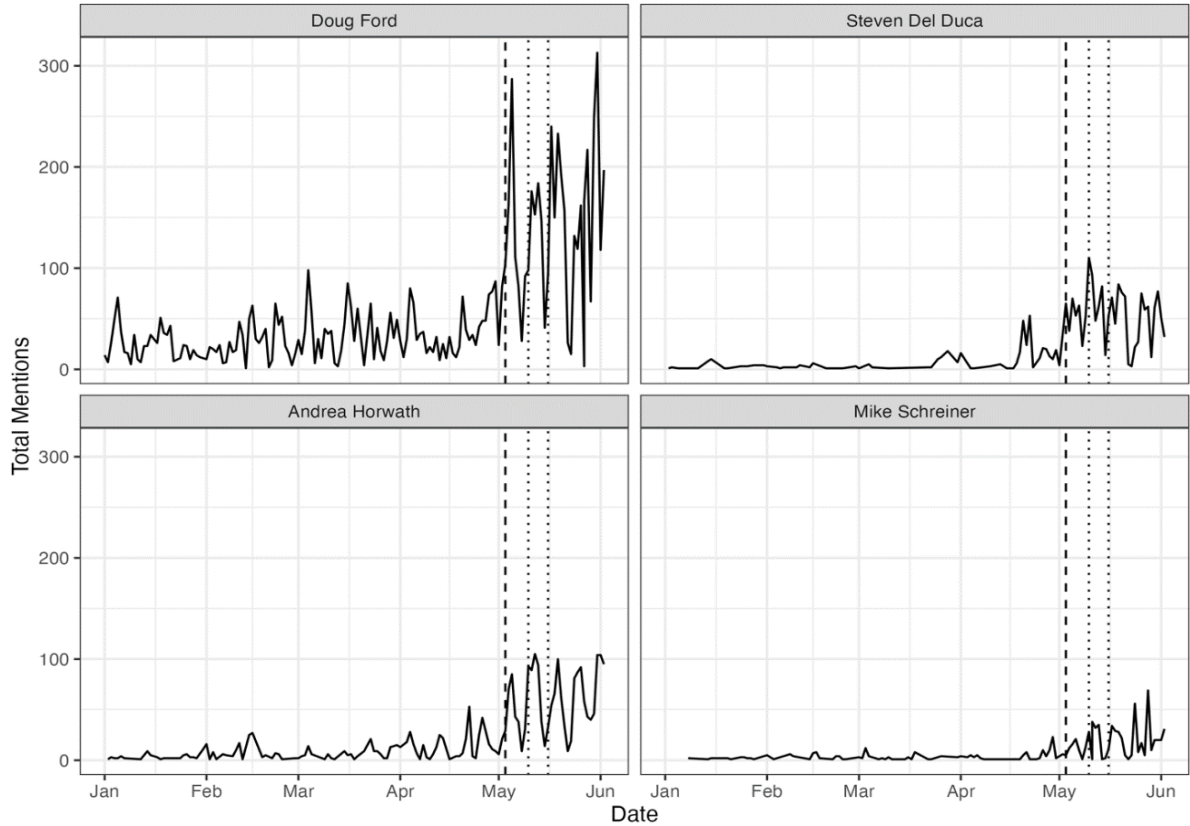 Doug Ford
Steven Del Duca
300
200
100
0
Total Mentions
Andrea Horwath
Mike Schreiner
300
200
100
0
Jan Feb Mar Apr May Jun Jan Feb Mar Apr May Jun
Date